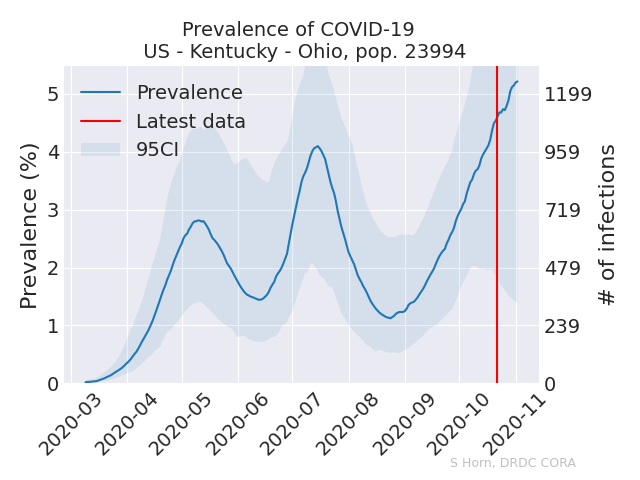 Prevalence of COVID-19
US - Kentucky - Ohio, pop. 23994
Prevalence (%)
5
4
3
2
1
0
Prevalence
Latest data
95CI
1199
959
719
479
239
0
# of infections
2020-03
2020-04
2020-05
2020-06
2020-07
2020-08
2020-09
2020-10
2020-11
S Horn, DRDC CORA